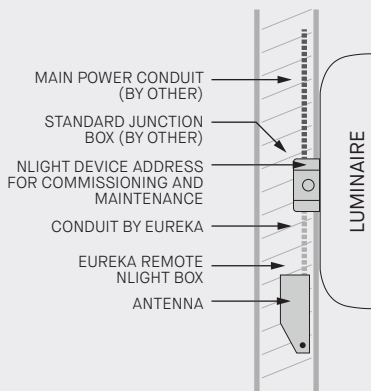 MAIN POWER CONDUIT
(BY OTHER)
STANDARD JUNCTION
BOX (BY OTHER)
NLIGHT DEVICE ADDRESS
FOR COMMISSIONING AND
MAINTENANCE
CONDUIT BY EUREKA
EUREKA REMOTE
NLIGHT BOX
ANTENNA
LUMINAIRE